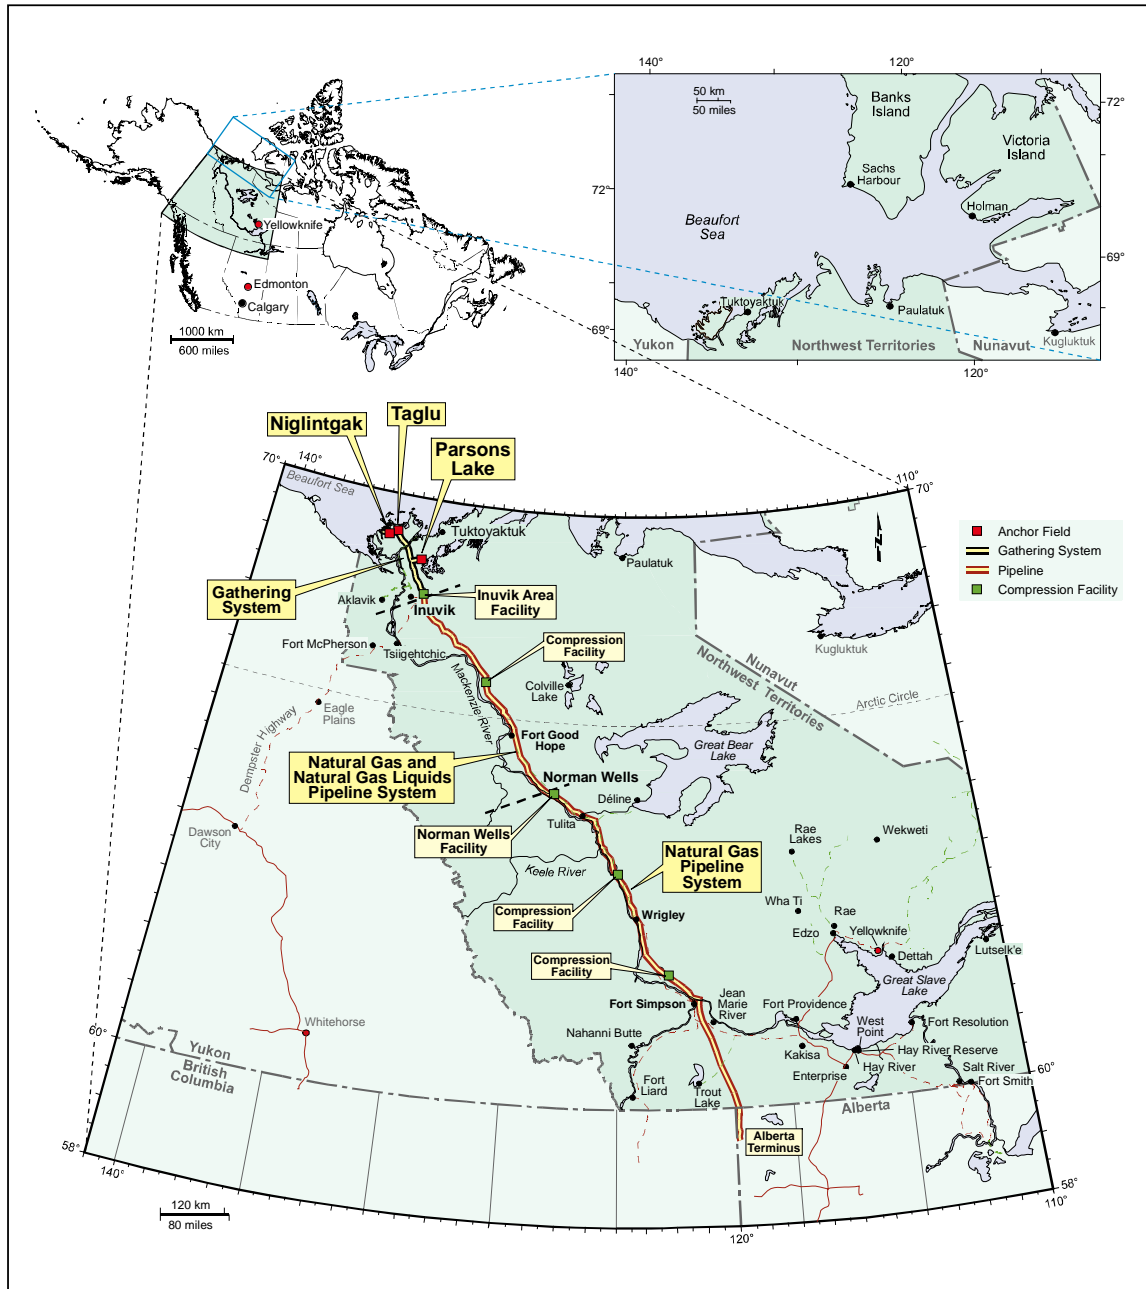 Yellowknife
Edmonton
Calgary
1000 km
600 miles
140°
120°
50 km
50 miles
Banks
Island
Victoria
Island
72°
72°
Sachs
Harbour
Holman
Beaufort
Sea
69°
Tuktoyaktuk
Paulatuk
69°
Yukon
Northwest Territories
Nunavut
Kugluktuk
140°
120°
Niglintgak
Taglu
Parsons
Lake
70°
140°
110°
70°
Beaufort Sea
Tuktoyaktuk
Paulatuk
Anchor Field
Gathering System
Pipeline
Compression Facility
Gathering
System
Aklavik
Inuvik
Inuvik Area
Facility
Fort McPherson
Tsiigehtchic
Compression
Facility
Kugluktuk
Nunavut
Northwest Territories
Arctic Circle
Mackenzie River
Colville
Lake
Eagle
Plains
Dempster Highway
Fort Good
Hope
Great Bear
Lake
Natural Gas and
Natural Gas Liquids
Pipeline System
Norman Wells
Déline
Dawson
City
Norman Wells
Facility
Tulita
Rae
Lakes
Wekweti
Keele River
Natural Gas
Pipeline
System
Compression
Facility
Wrigley
Wha Ti
Rae
Edzo
Yellowknife
Dettah
Lutselk'e
Compression
Facility
Great Slave
Lake
Fort Simpson
Jean
Marie
River
Fort Providence
West
Point
Fort Resolution
Whitehorse
Nahanni Butte
Kakisa
Hay River Reserve
Enterprise
Hay River
Salt River
Fort Smith
60°
60°
Yukon
British
Columbia
Fort
Liard
Trout
Lake
Alberta
Alberta
Terminus
58°
140°
58°
110°
120 km
80 miles
120°